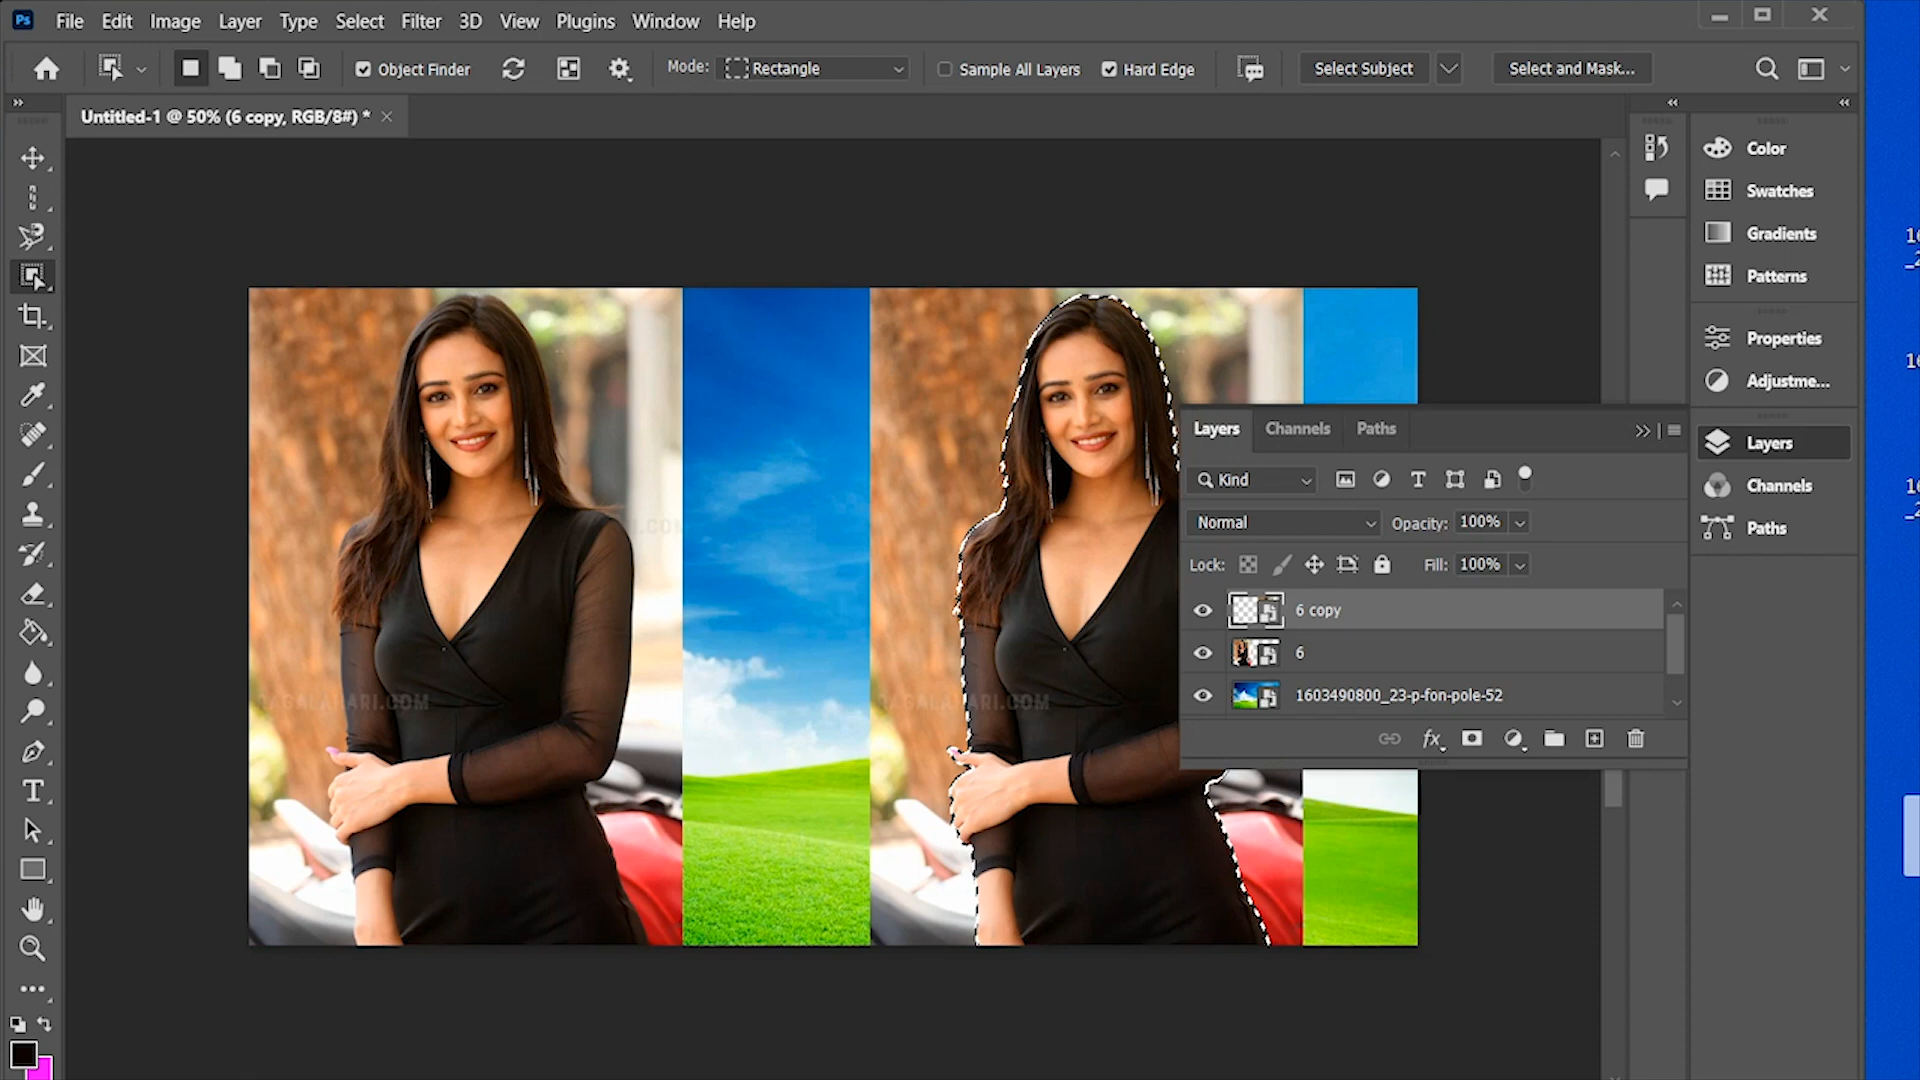 Ps File Edit Image Layer Type Select Filter 3D View Plugins Window Help
Object Finder Mode: Rectangle Sample All Layers Hard Edge Select Subject Select and Mask...
Untitled-1 @ 50% (6 copy, RGB/8#) *
Color
Swatches
Gradients
Patterns
Properties
Adjustme...
Layers
Channels
Paths
Layers Channels Paths
Kind
Normal Opacity: 100%
Lock: Fill: 100%
6 copy
6
1603490800_23-p-fon-pole-52
fx